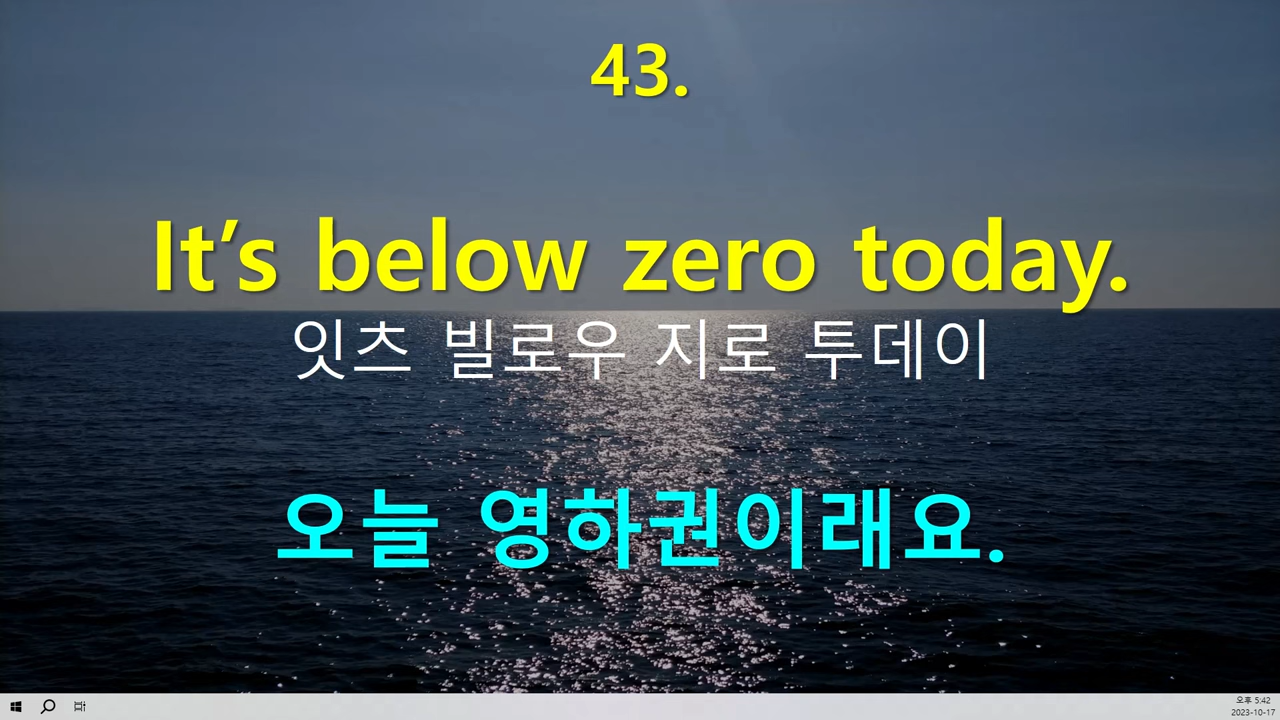 43.
It’s below zero today.
잇츠 빌로우 지로 투데이
오늘 영하권이래요.
오후 5:42
2023-10-17